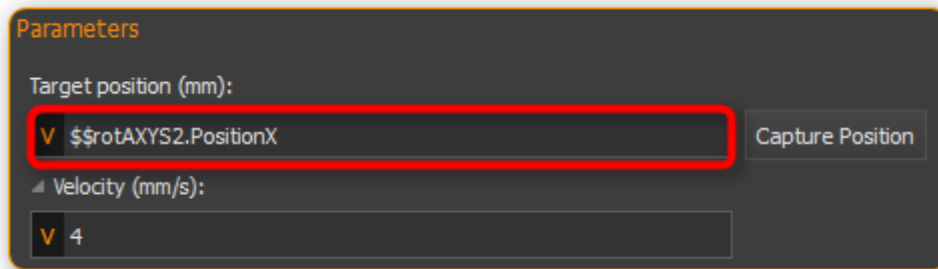 Parameters
Target position (mm):
V $$rotAXYS2.PositionX
Capture Position
Velocity (mm/s):
V 4